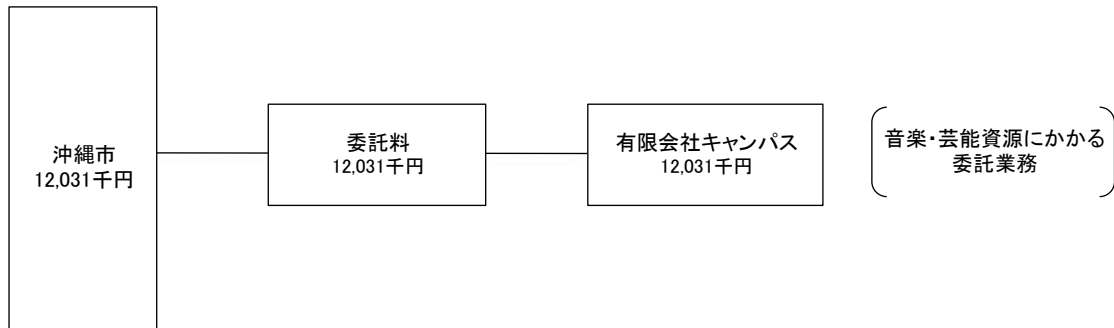 沖縄市
12,031千円
委託料
12,031千円
有限会社キャンパス
12,031千円
音楽・芸能資源にかかる
委託業務